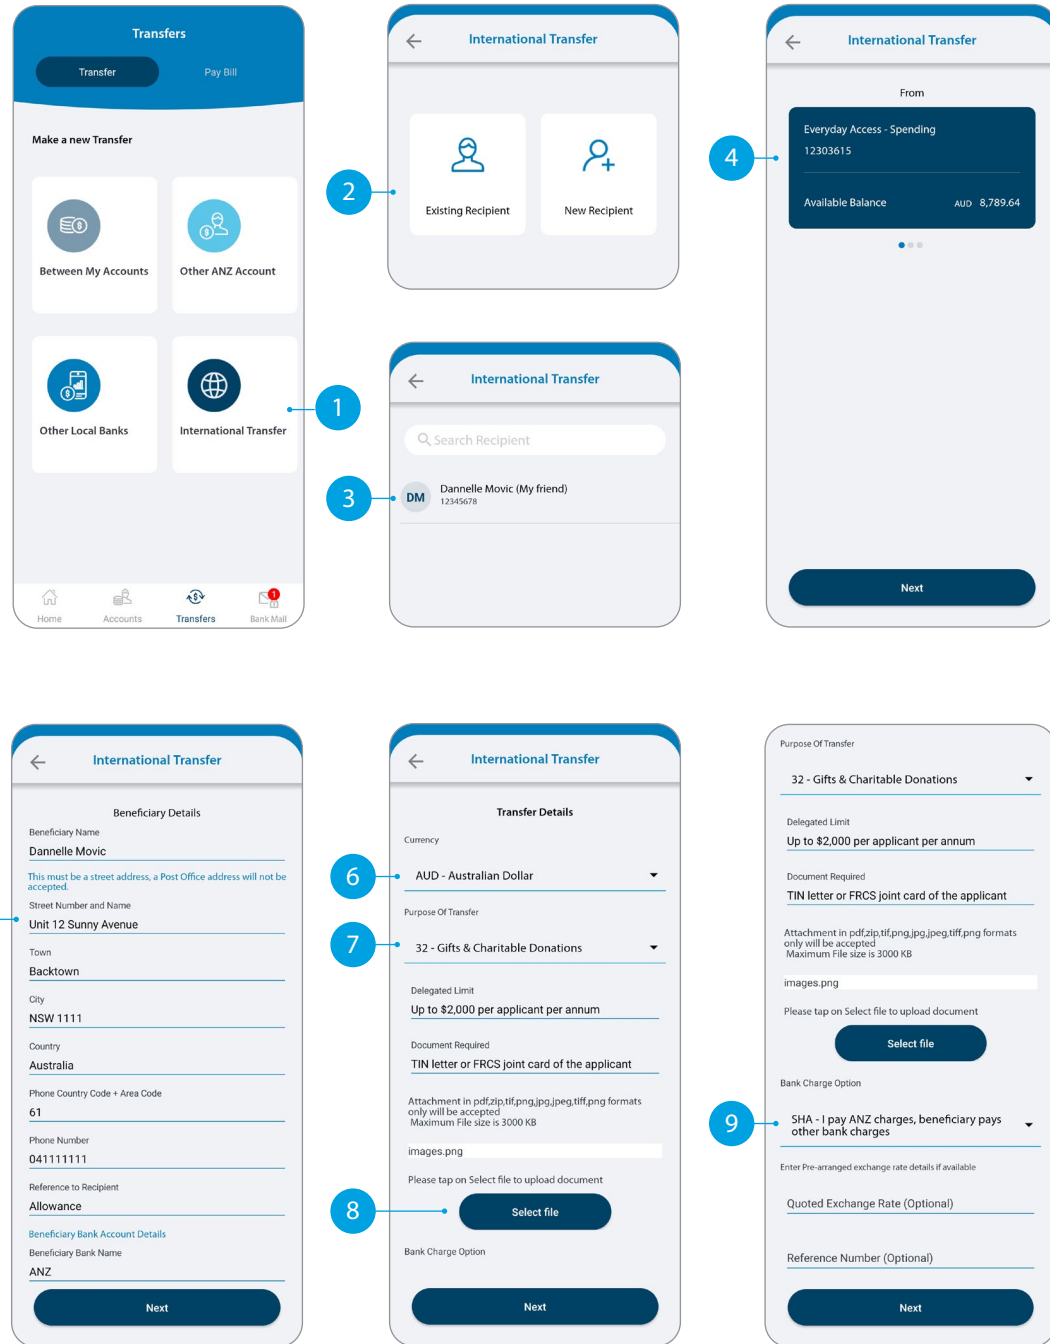 Transfers
Transfer
Pay Bill
Make a new Transfer
Between My Accounts
Other ANZ Account
Other Local Banks
International Transfer
1
Home
Accounts
Transfers
1
Bank Mail
International Transfer
2
Existing Recipient
New Recipient
International Transfer
Search Recipient
3
DM
Dannelle Movic (My friend)
12345678
International Transfer
From
4
Everyday Access - Spending
12303615
Available Balance
AUD 8,789.64
Next
International Transfer
Beneficiary Details
Beneficiary Name
Dannelle Movic
This must be a street address, a Post Office address will not be
accepted.
Street Number and Name
Unit 12 Sunny Avenue
Town
Backtown
City
NSW 1111
Country
Australia
Phone Country Code + Area Code
61
Phone Number
041111111
Reference to Recipient
Allowance
Beneficiary Bank Account Details
Beneficiary Bank Name
ANZ
Next
International Transfer
Transfer Details
Currency
6
AUD - Australian Dollar
Purpose Of Transfer
7
32 - Gifts & Charitable Donations
Delegated Limit
Up to $2,000 per applicant per annum
Document Required
TIN letter or FRCS joint card of the applicant
Attachment in pdf,zip,tif,png,jpg,jpeg,tiff,png formats
only will be accepted
Maximum File size is 3000 KB
images.png
Please tap on Select file to upload document
8
Select file
Bank Charge Option
Next
Purpose Of Transfer
32 - Gifts & Charitable Donations
Delegated Limit
Up to $2,000 per applicant per annum
Document Required
TIN letter or FRCS joint card of the applicant
Attachment in pdf,zip,tif,png,jpg,jpeg,tiff,png formats
only will be accepted
Maximum File size is 3000 KB
images.png
Please tap on Select file to upload document
Select file
Bank Charge Option
9
SHA - I pay ANZ charges, beneficiary pays
other bank charges
Enter Pre-arranged exchange rate details if available
Quoted Exchange Rate (Optional)
Reference Number (Optional)
Next